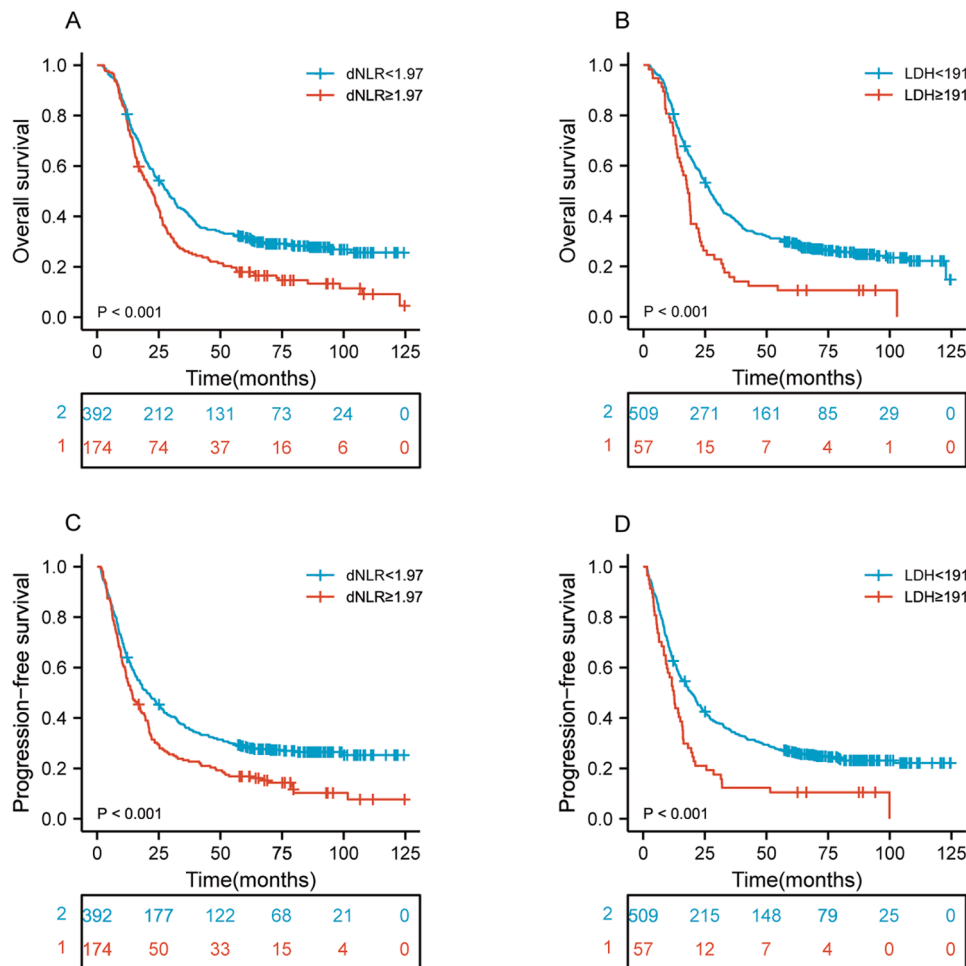 A
Overall survival
1.0
0.8
0.6
0.4
0.2
0.0
dNLR<1.97
dNLR≥1.97
P < 0.001
0 25 50 75 100 125
Time(months)
2 392 212 131 73 24 0
1 174 74 37 16 6 0
B
Overall survival
1.0
0.8
0.6
0.4
0.2
0.0
LDH<191
LDH≥191
P < 0.001
0 25 50 75 100 125
Time(months)
2 509 271 161 85 29 0
1 57 15 7 4 1 0
C
Progression−free survival
1.0
0.8
0.6
0.4
0.2
0.0
dNLR<1.97
dNLR≥1.97
P < 0.001
0 25 50 75 100 125
Time(months)
2 392 177 122 68 21 0
1 174 50 33 15 4 0
D
Progression−free survival
1.0
0.8
0.6
0.4
0.2
0.0
LDH<191
LDH≥191
P < 0.001
0 25 50 75 100 125
Time(months)
2 509 215 148 79 25 0
1 57 12 7 4 0 0